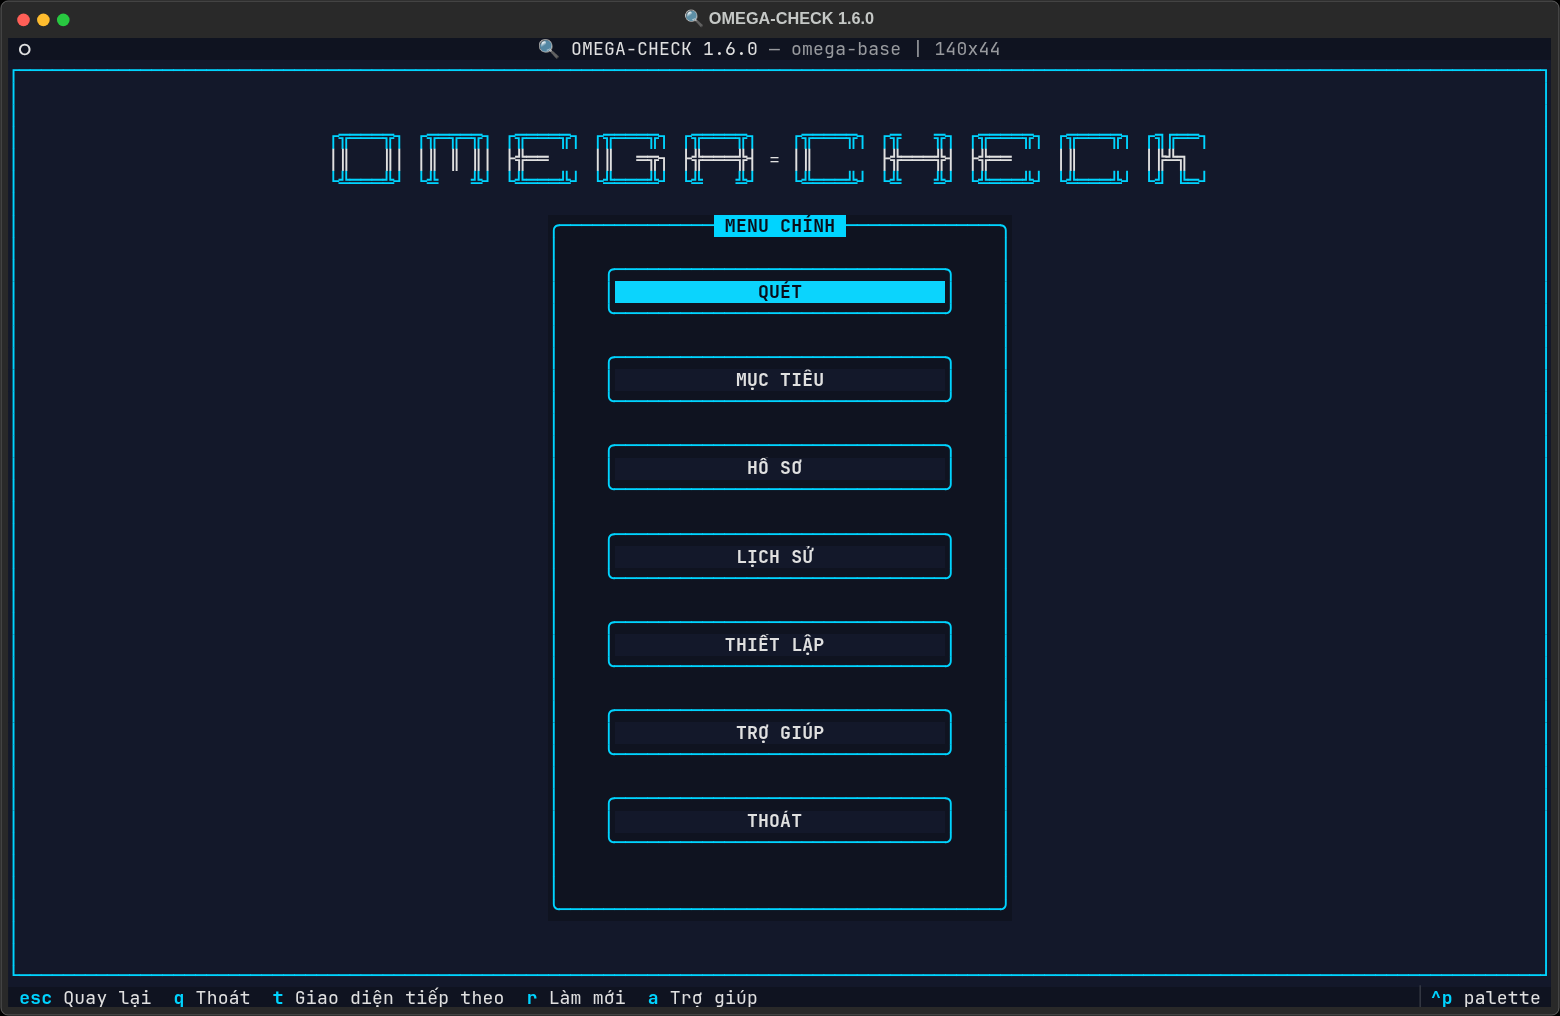 🔍 OMEGA-CHECK 1.6.0
🔍 OMEGA-CHECK 1.6.0 — omega-base | 140x44
OMEGA=CHECK
MENU CHÍNH
QUÉT
MỤC TIÊU
HỒ SƠ
LỊCH SỬ
THIẾT LẬP
TRỢ GIÚP
THOÁT
esc Quay lại q Thoát t Giao diện tiếp theo r Làm mới a Trợ giúp ^p palette